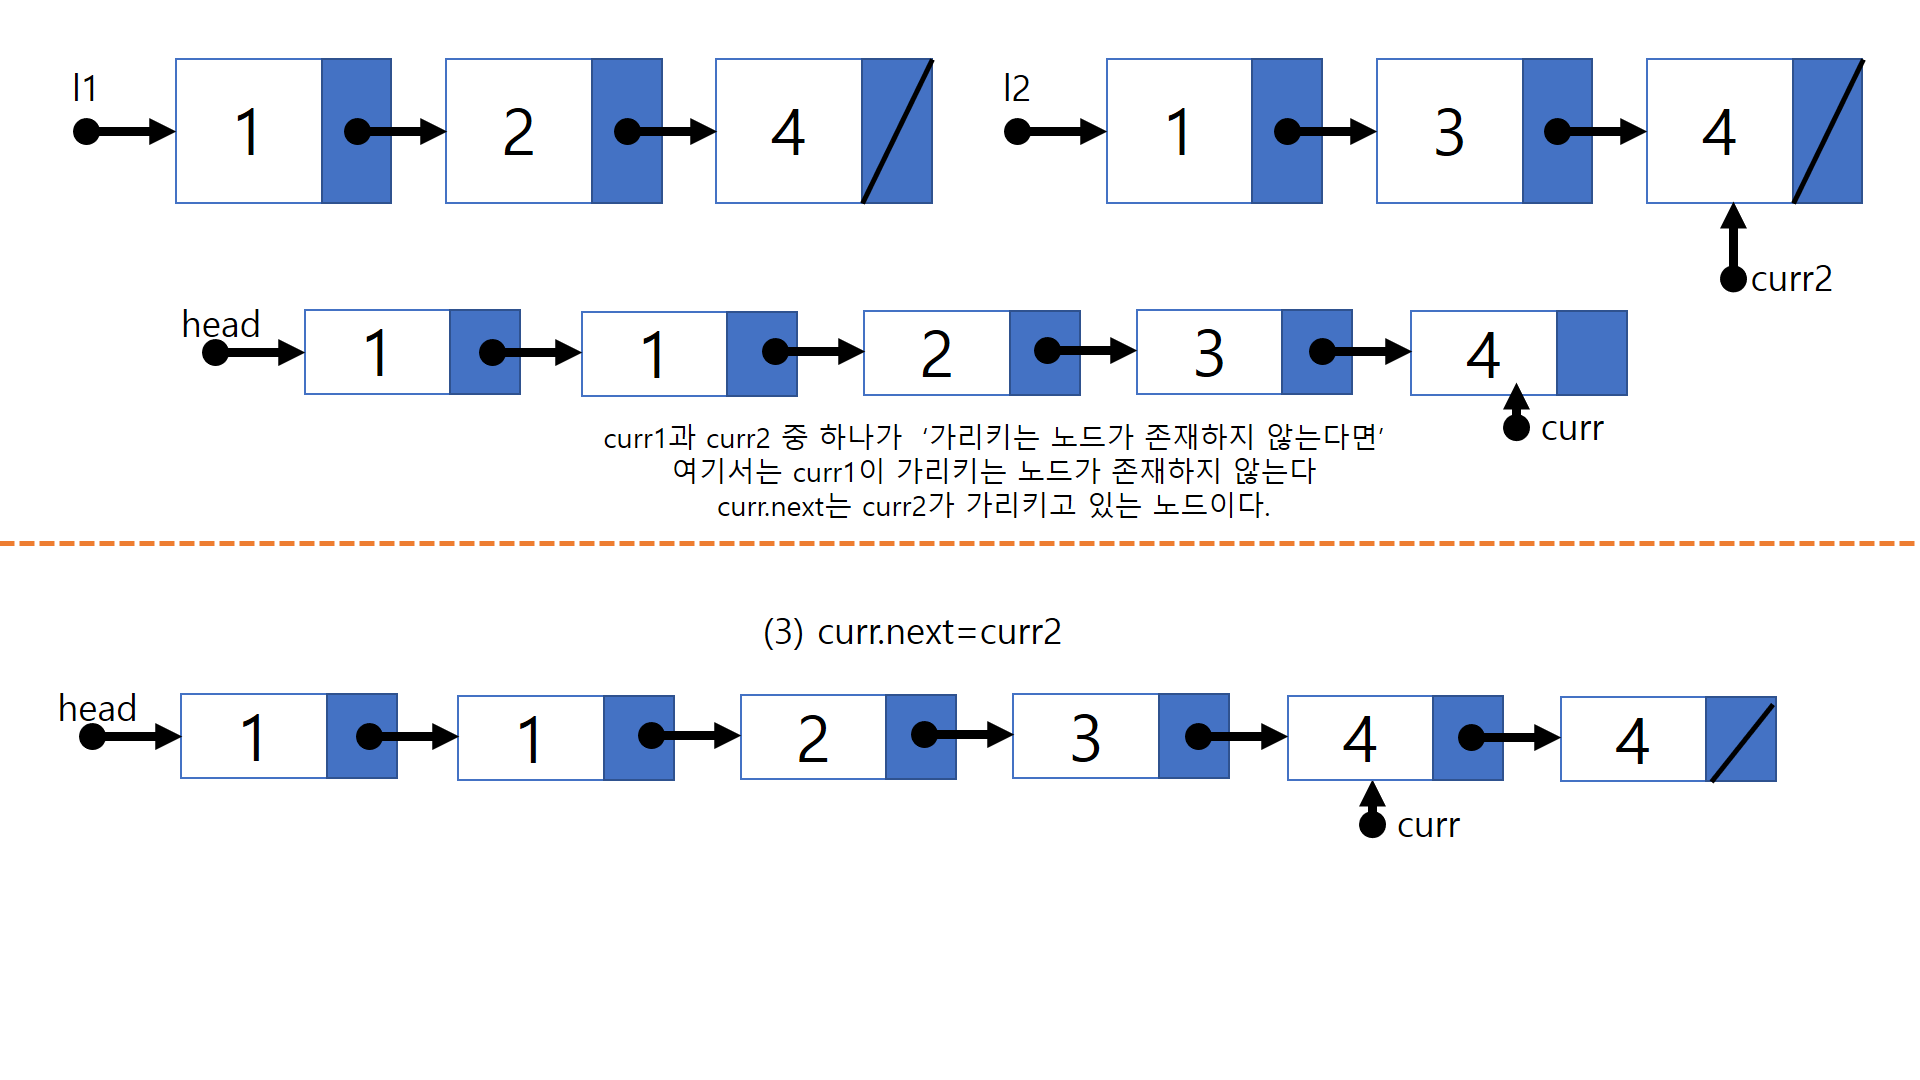 l1
1 2 4
l2
1 3 4
curr2
head
1 1 2 3 4
curr
curr1과 curr2 중 하나가 ‘가리키는 노드가 존재하지 않는다면’
여기서는 curr1이 가리키는 노드가 존재하지 않는다
curr.next는 curr2가 가리키고 있는 노드이다.
(3) curr.next=curr2
head
1 1 2 3 4 4
curr